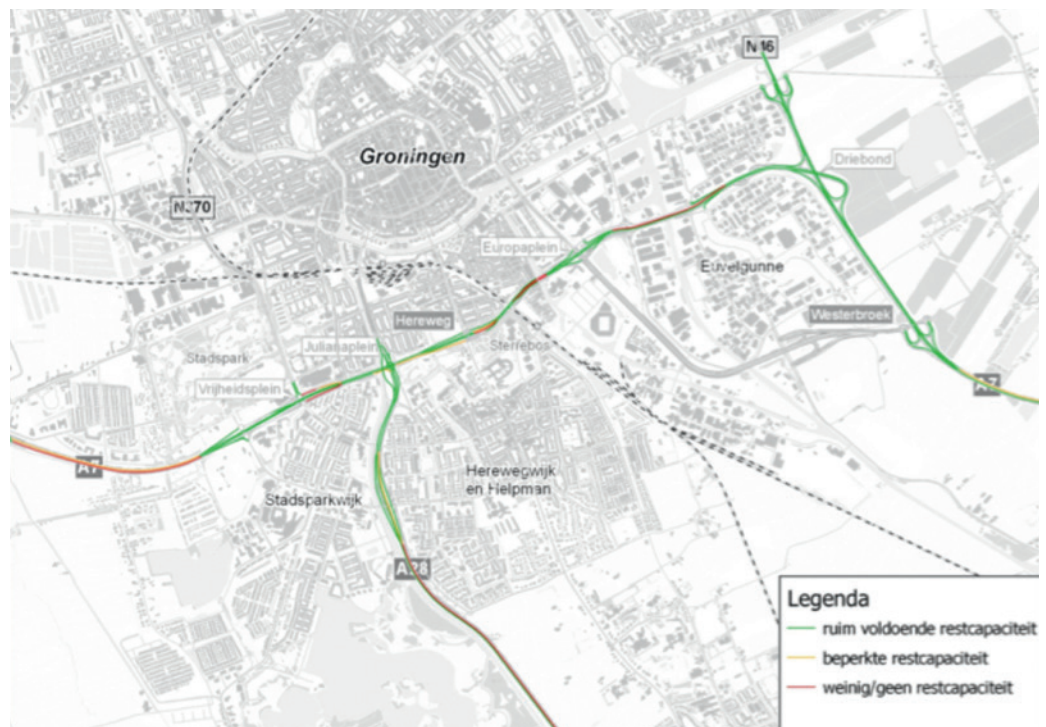 N46
Groningen
Driebond
N370
Europaplein
Euvelgunne
Hereweg
Westerbroek
Sterrebos
Julianaplein
Stadspark
Vrijheidsplein
A7
A7
Herewegwijk
en Helpman
Stadsparkwijk
A28
Legenda
ruim voldoende restcapaciteit
beperkte restcapaciteit
weinig/geen restcapaciteit